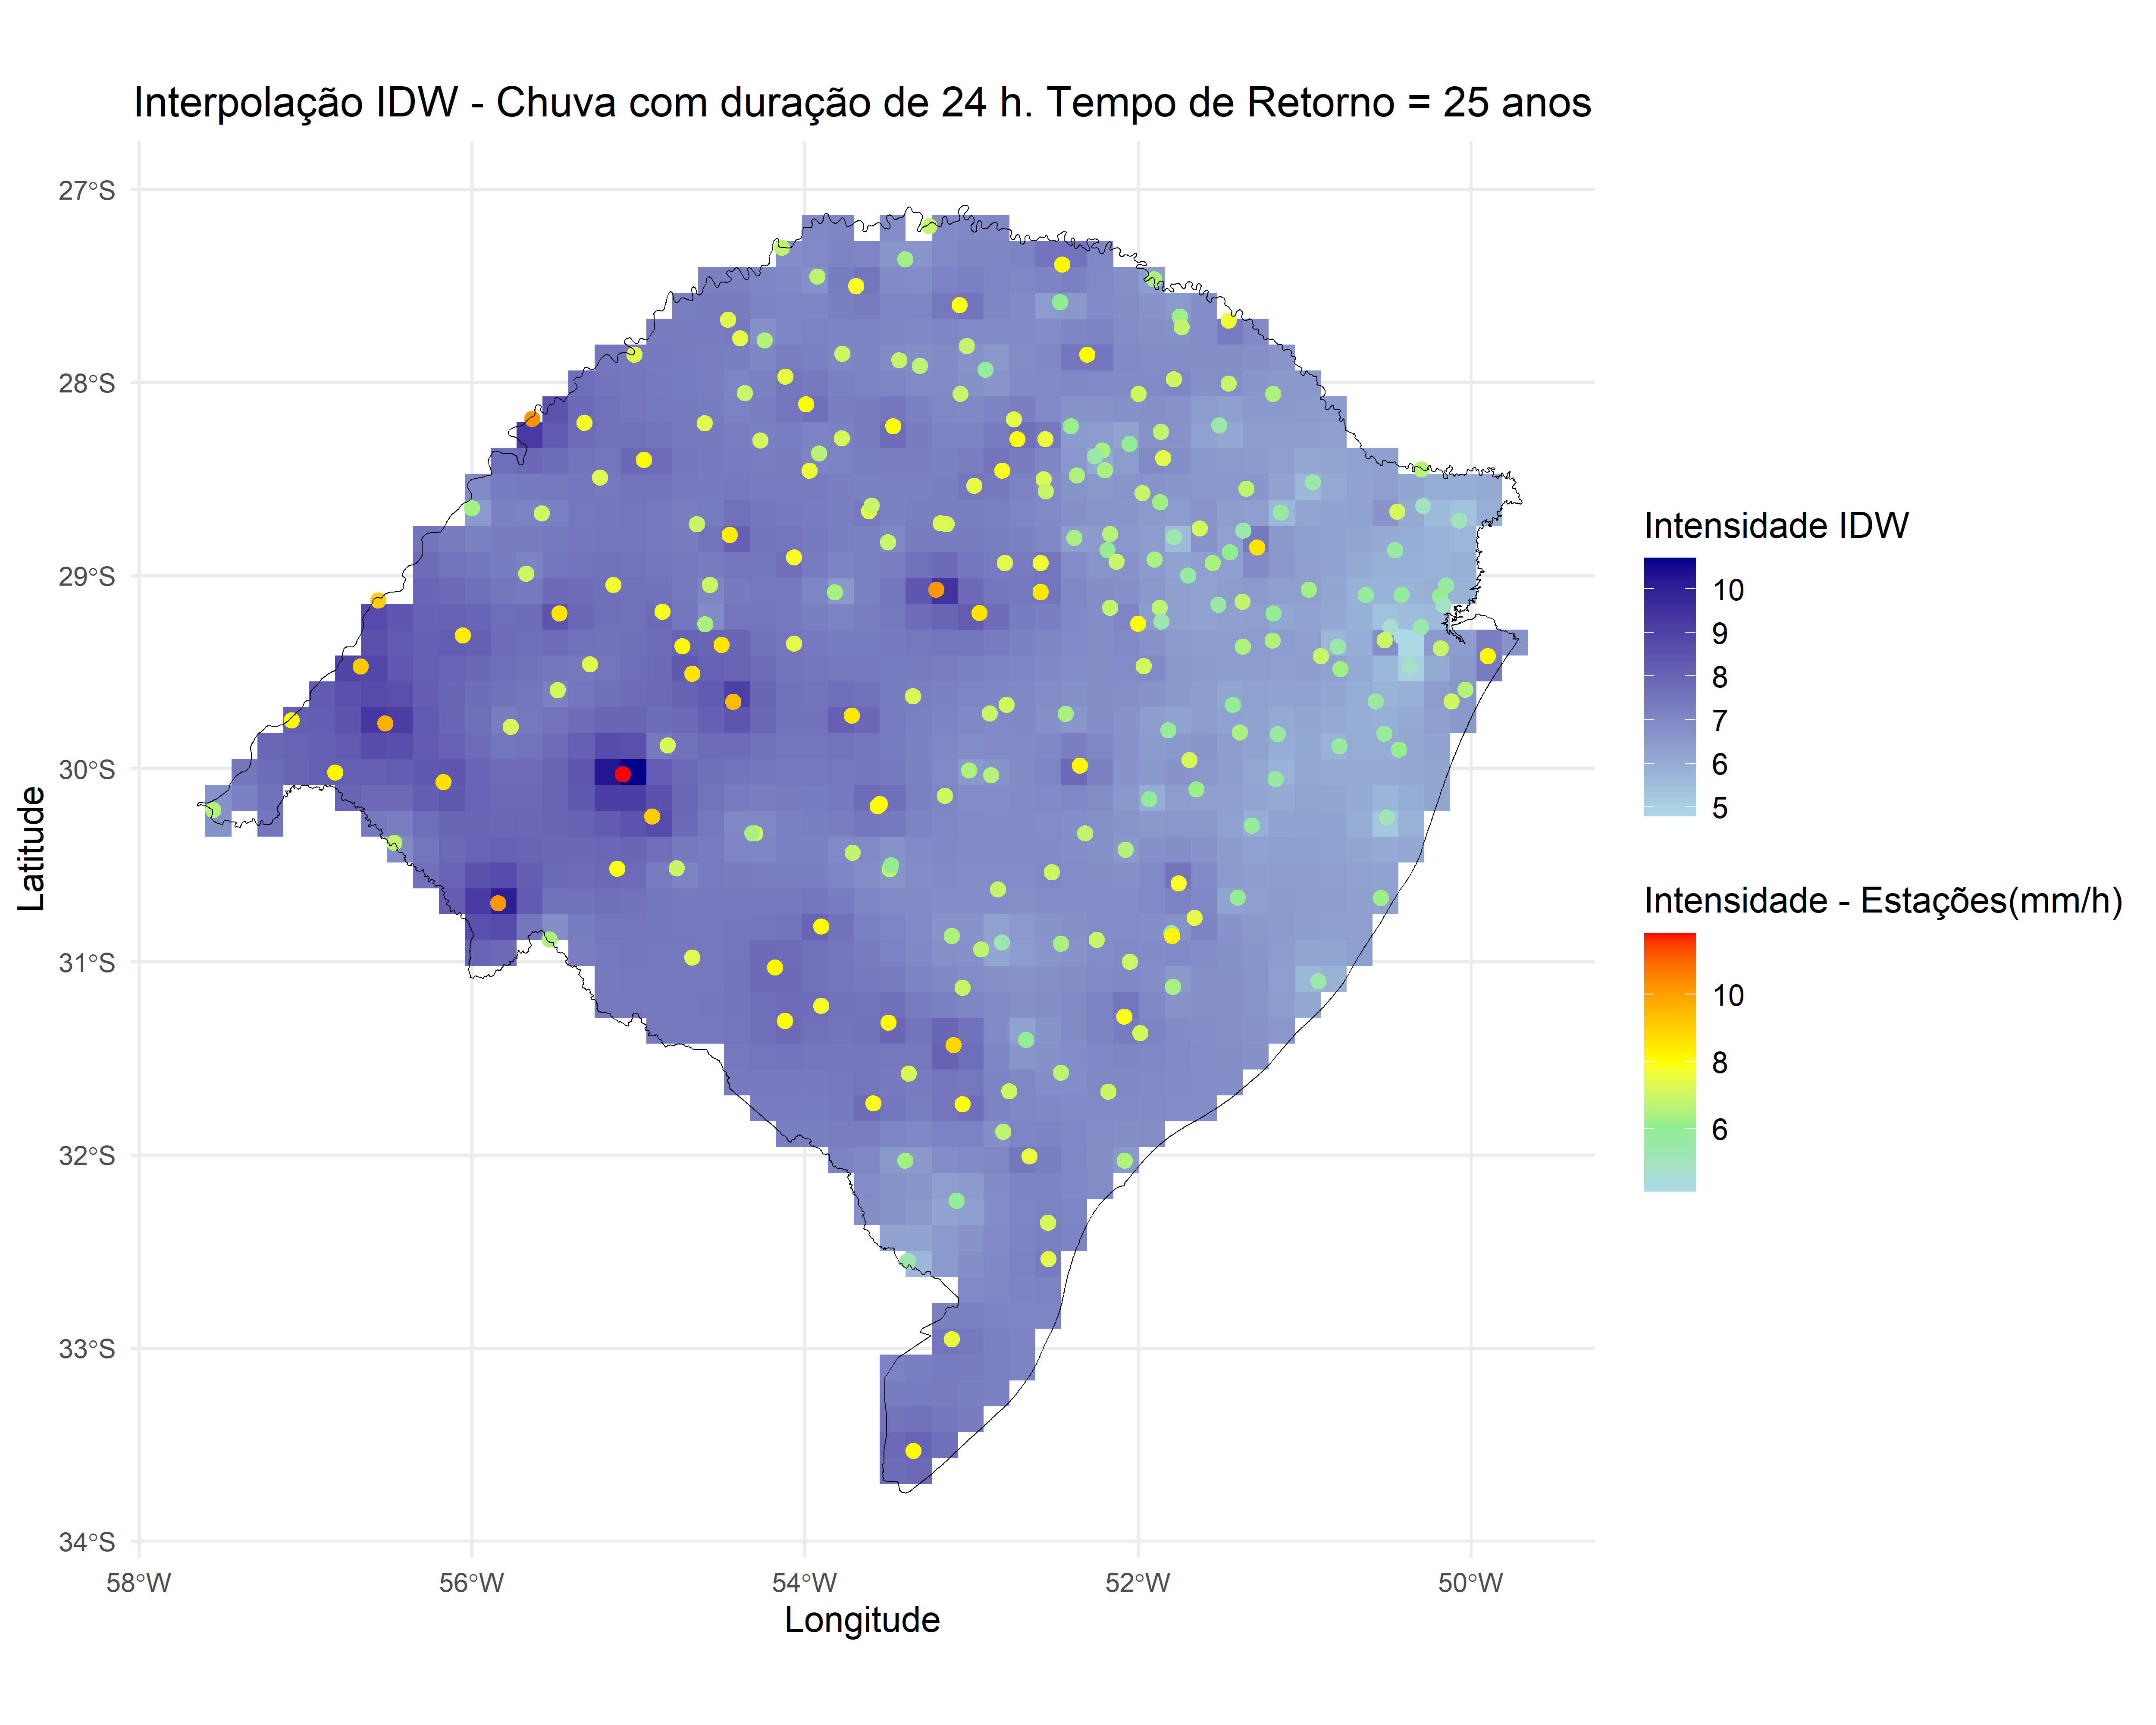 Interpolação IDW - Chuva com duração de 24 h. Tempo de Retorno = 25 anos
27°S
28°S
29°S
30°S
31°S
32°S
33°S
34°S
Latitude
58°W
56°W
54°W
52°W
50°W
Longitude
Intensidade IDW
10
9
8
7
6
5
Intensidade - Estações(mm/h)
10
8
6